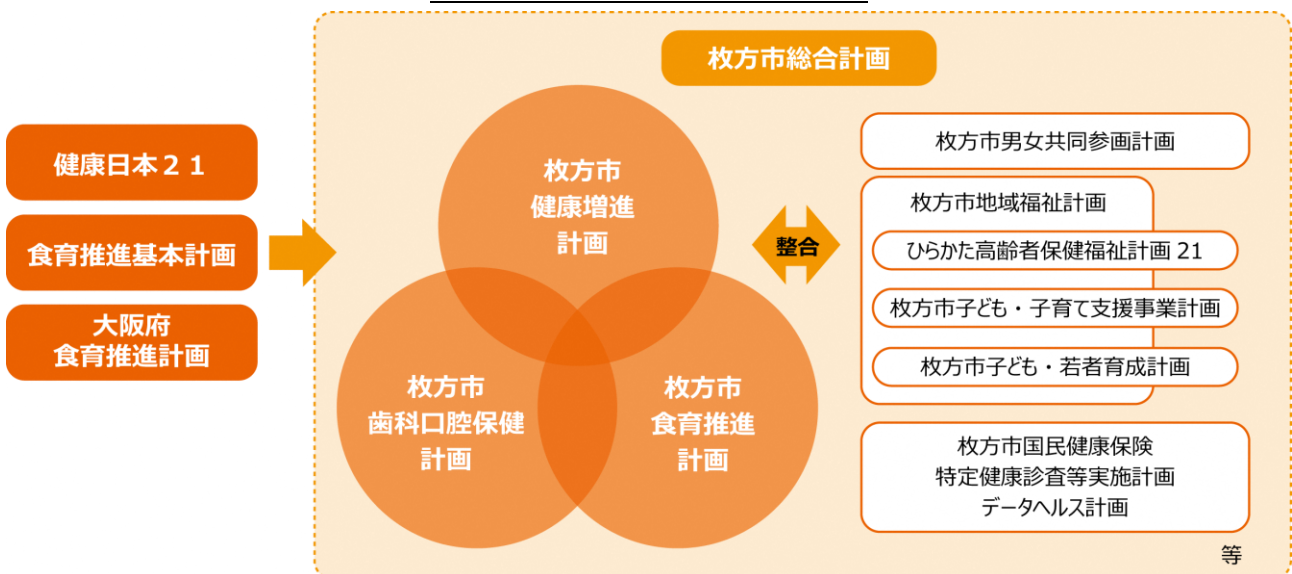 枚方市総合計画
健康日本２１
食育推進基本計画
大阪府
食育推進計画
枚方市
健康増進
計画
枚方市
歯科口腔保健
計画
枚方市
食育推進
計画
整合
枚方市男女共同参画計画
枚方市地域福祉計画
ひらかた高齢者保健福祉計画 21
枚方市子ども・子育て支援事業計画
枚方市子ども・若者育成計画
枚方市国民健康保険
特定健康診査等実施計画
データヘルス計画
等